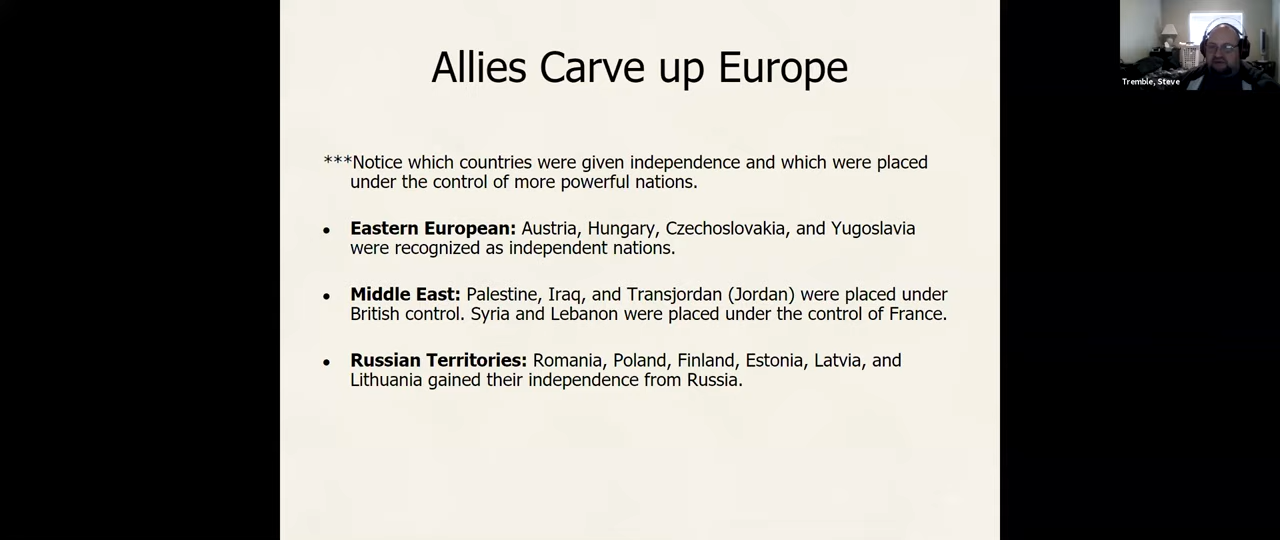 Allies Carve up Europe
***Notice which countries were given independence and which were placed
under the control of more powerful nations.
• Eastern European: Austria, Hungary, Czechoslovakia, and Yugoslavia
were recognized as independent nations.
• Middle East: Palestine, Iraq, and Transjordan (Jordan) were placed under
British control. Syria and Lebanon were placed under the control of France.
• Russian Territories: Romania, Poland, Finland, Estonia, Latvia, and
Lithuania gained their independence from Russia.
Tremble, Steve